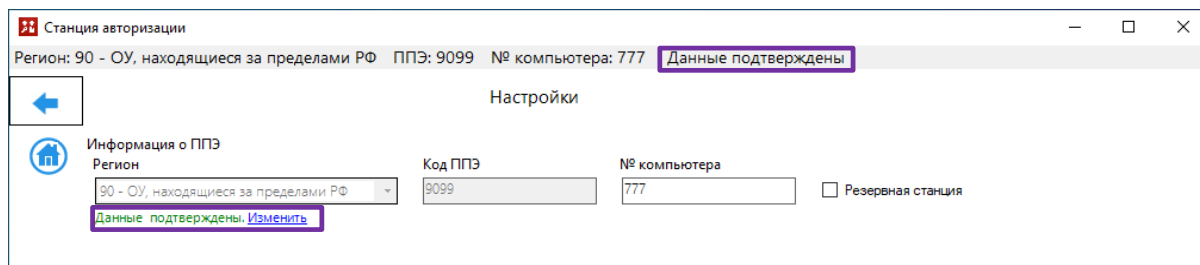 Станция авторизации
Регион: 90 - ОУ, находящиеся за пределами РФ ППЭ: 9099 № компьютера: 777 Данные подтверждены
Настройки
Информация о ППЭ
Регион Код ППЭ № компьютера
90 - ОУ, находящиеся за пределами РФ 9099 777 Резервная станция
Данные подтверждены. Изменить